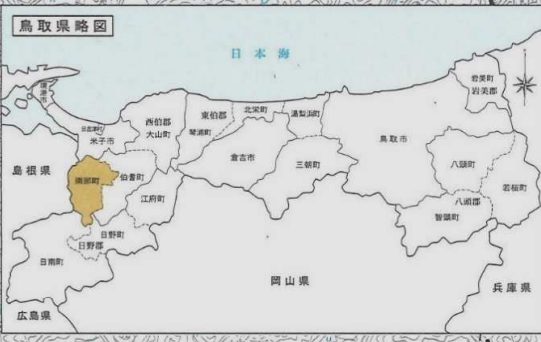 鳥取県略図
日本海
境港市
日吉津村
米子市
西伯郡
大山町
東伯郡
琴浦町
北栄町
湯梨浜町
岩美町
岩美郡
鳥取市
倉吉市
三朝町
八頭町
若桜町
八頭郡
智頭町
島根県
南部町
伯耆町
江府町
日野町
日野郡
日南町
岡山県
兵庫県
広島県